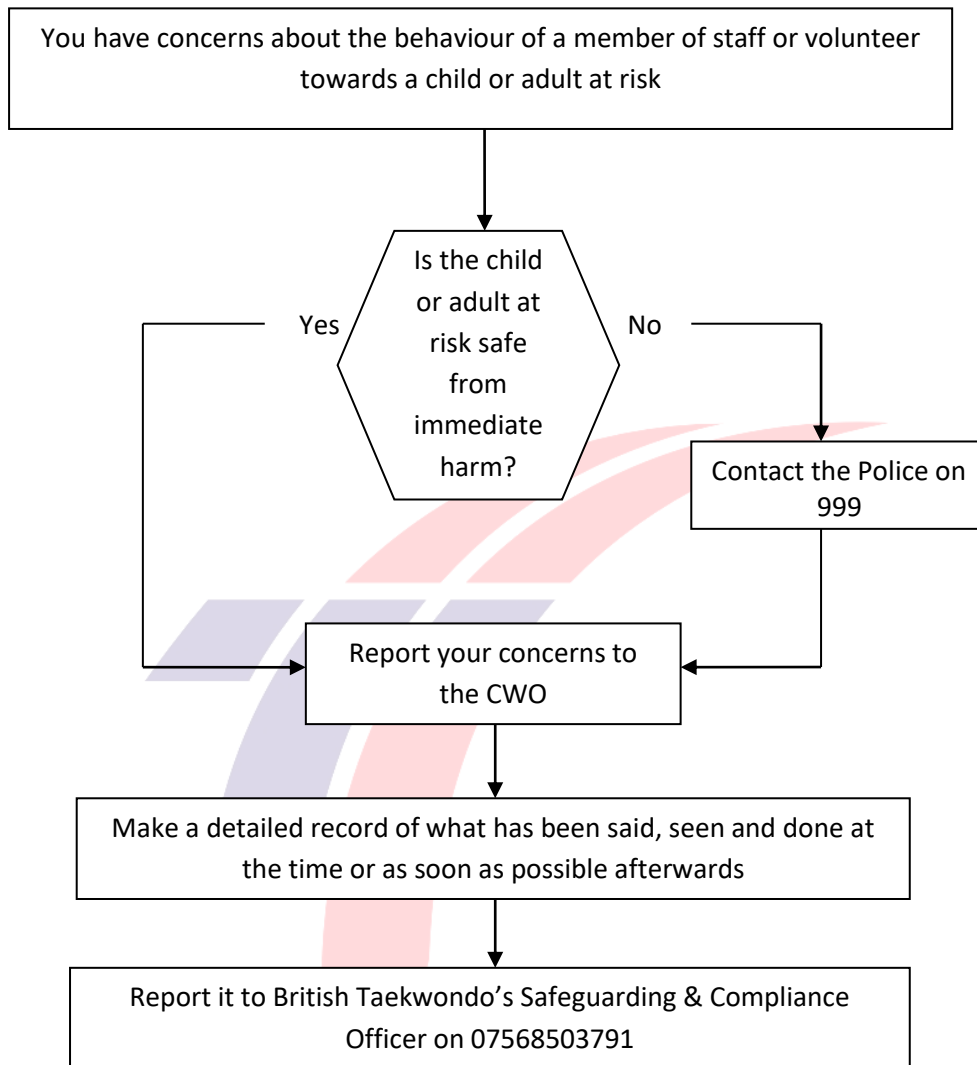 You have concerns about the behaviour of a member of staff or volunteer
towards a child or adult at risk
Is the child
or adult at
risk safe
from
immediate
harm?
Yes
No
Contact the Police on
999
Report your concerns to
the CWO
Make a detailed record of what has been said, seen and done at
the time or as soon as possible afterwards
Report it to British Taekwondo’s Safeguarding & Compliance
Officer on 07568503791